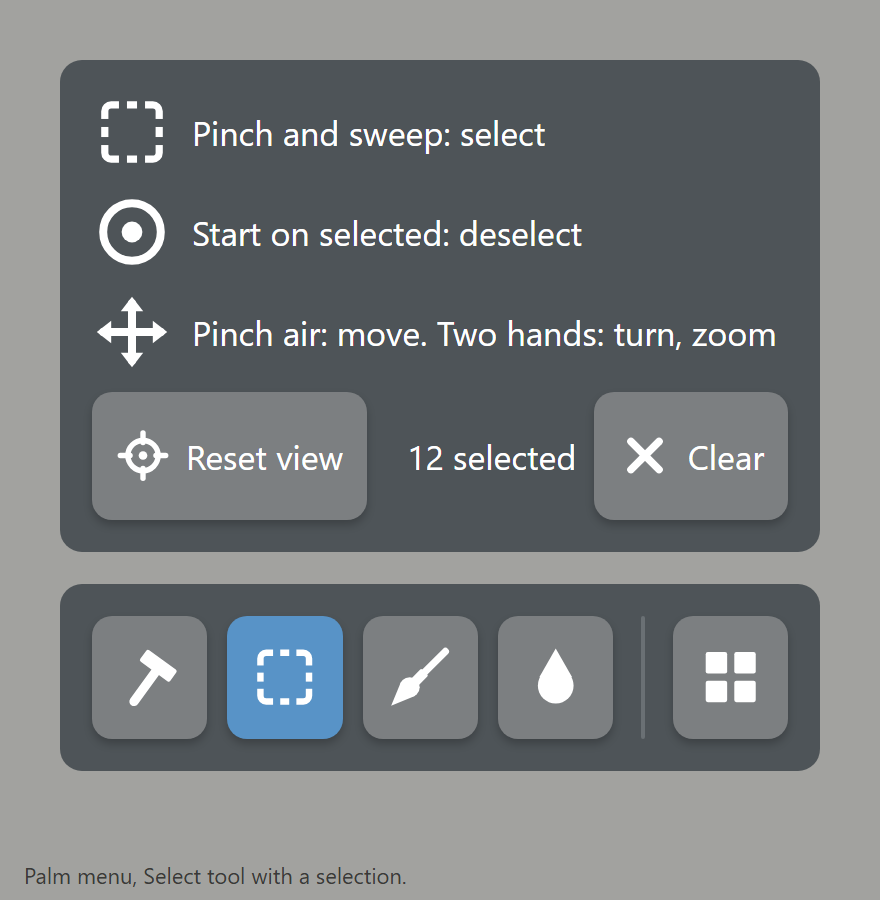 Pinch and sweep: select
Start on selected: deselect
Pinch air: move. Two hands: turn, zoom
Reset view
12 selected
Clear
Palm menu, Select tool with a selection.